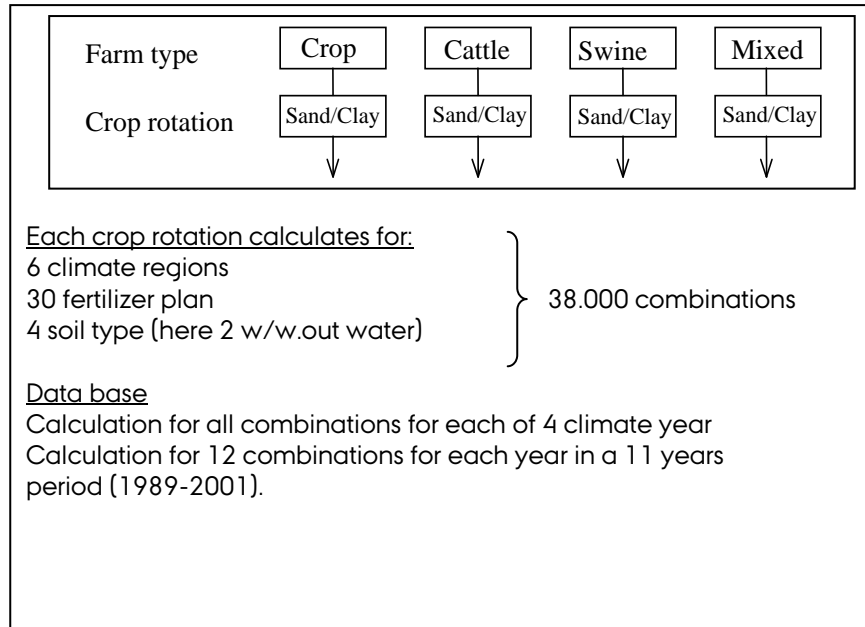 Farm type Crop Cattle Swine Mixed
Crop rotation Sand/Clay Sand/Clay Sand/Clay Sand/Clay
Each crop rotation calculates for:
6 climate regions
30 fertilizer plan
4 soil type (here 2 w/w.out water)
38.000 combinations
Data base
Calculation for all combinations for each of 4 climate year
Calculation for 12 combinations for each year in a 11 years
period (1989-2001).